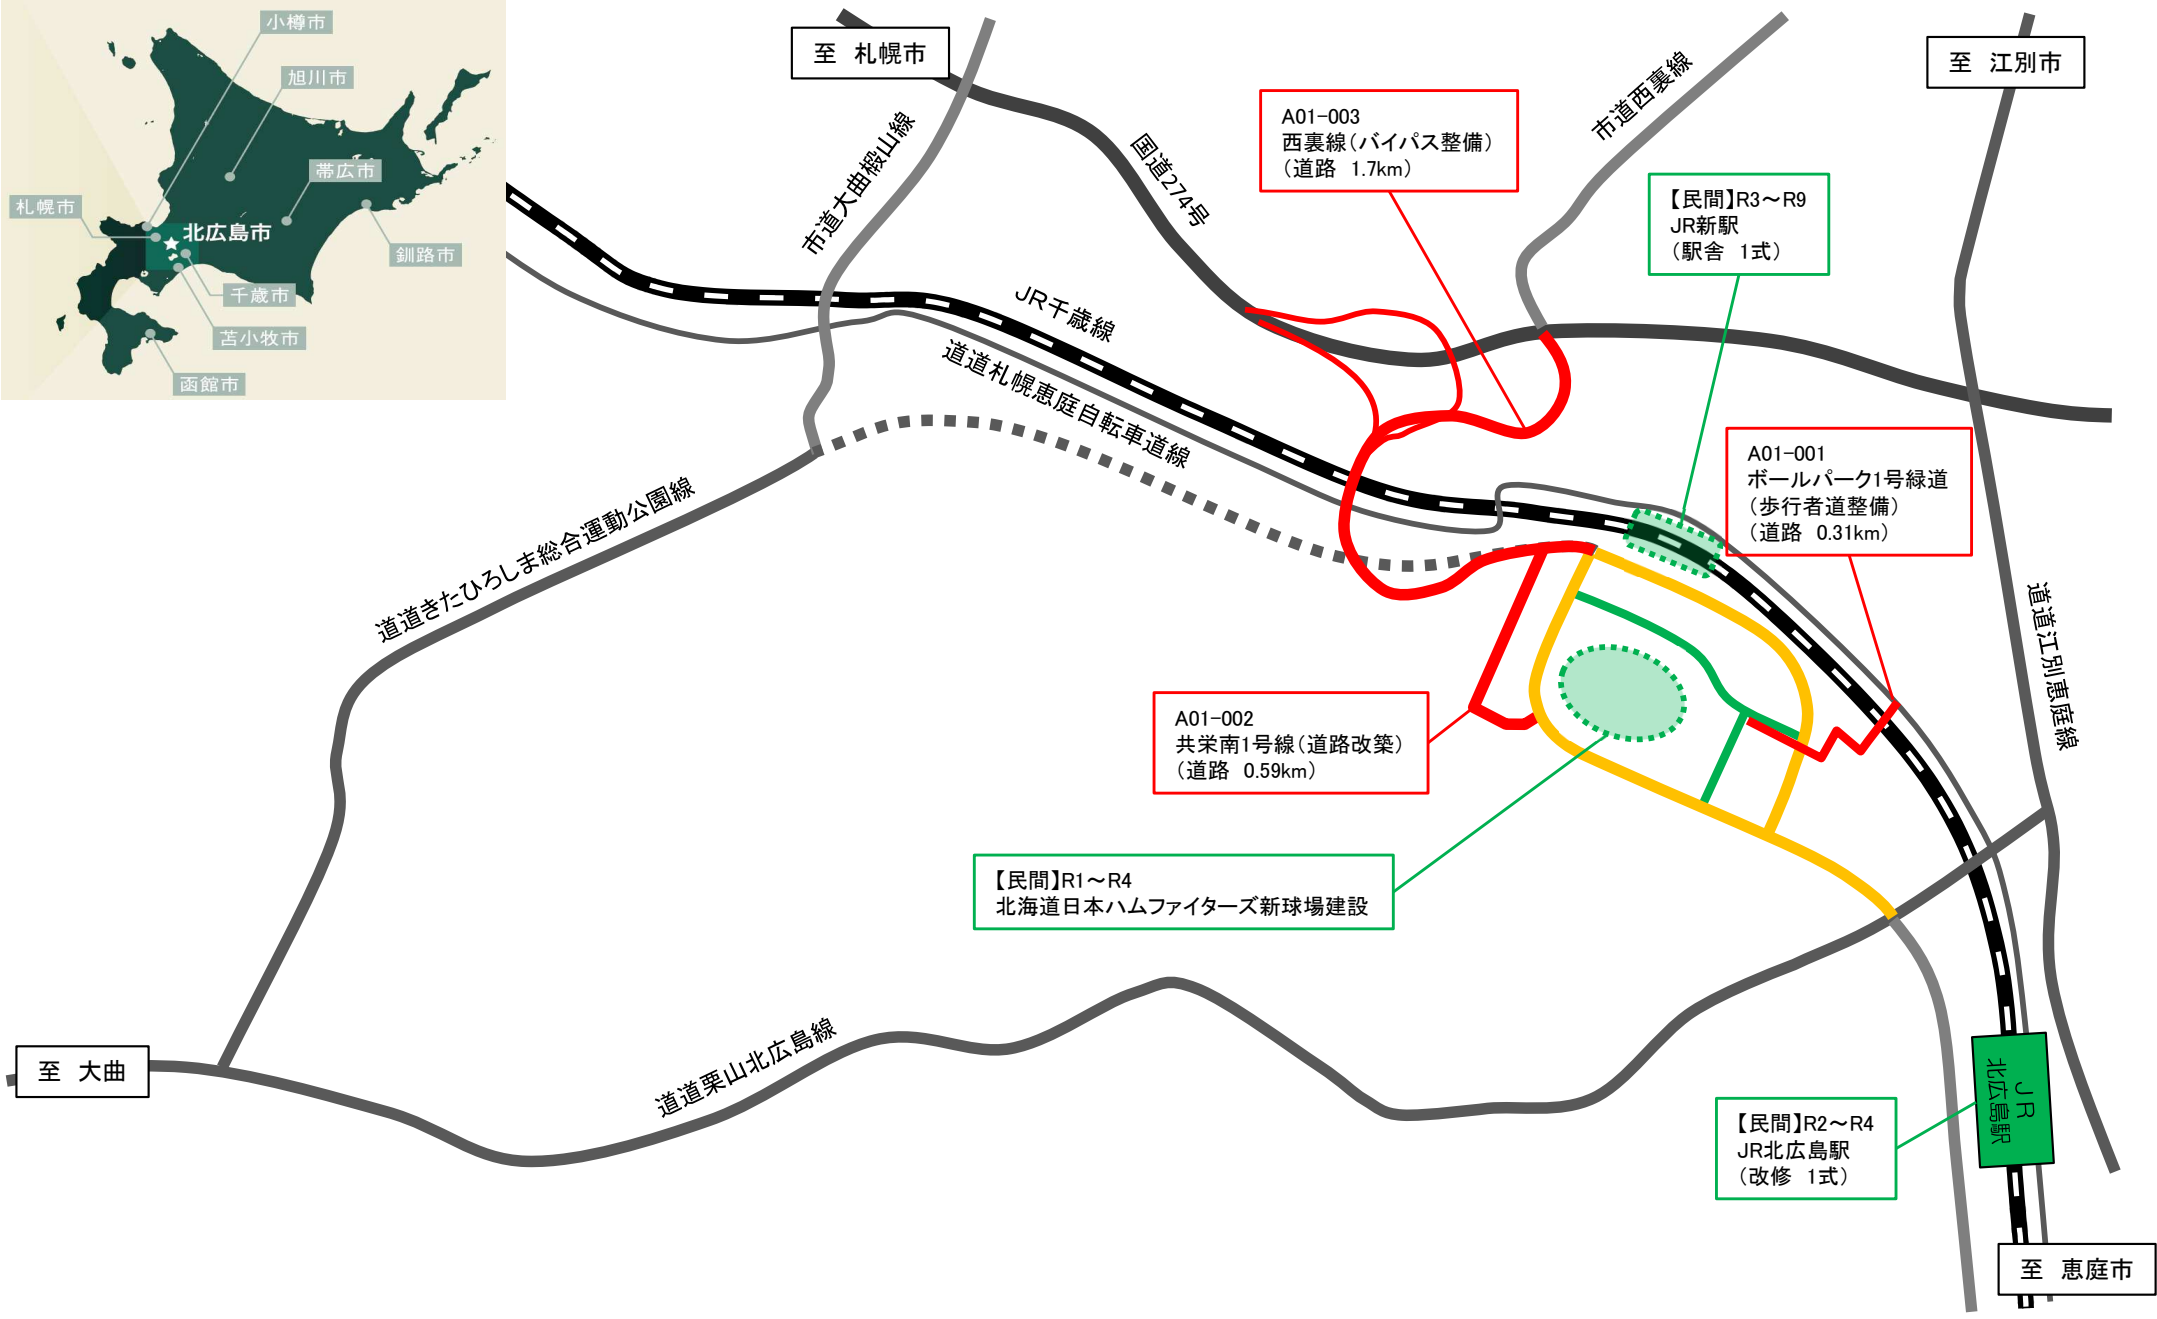 小樽市
旭川市
帯広市
札幌市
北広島市
釧路市
千歳市
苫小牧市
函館市
至 札幌市
至 江別市
市道大曲椴山線
国道274号
市道西裏線
A01-003
西裏線(バイパス整備)
(道路 1.7km)
【民間】R3～R9
JR新駅
(駅舎 1式)
JR千歳線
道道札幌恵庭自転車道線
A01-001
ボールパーク1号緑道
(歩行者道整備)
(道路 0.31km)
道道きたひろしま総合運動公園線
道道江別恵庭線
A01-002
共栄南1号線(道路改築)
(道路 0.59km)
【民間】R1～R4
北海道日本ハムファイターズ新球場建設
道道栗山北広島線
至 大曲
JR
北広島駅
【民間】R2～R4
JR北広島駅
(改修 1式)
至 恵庭市